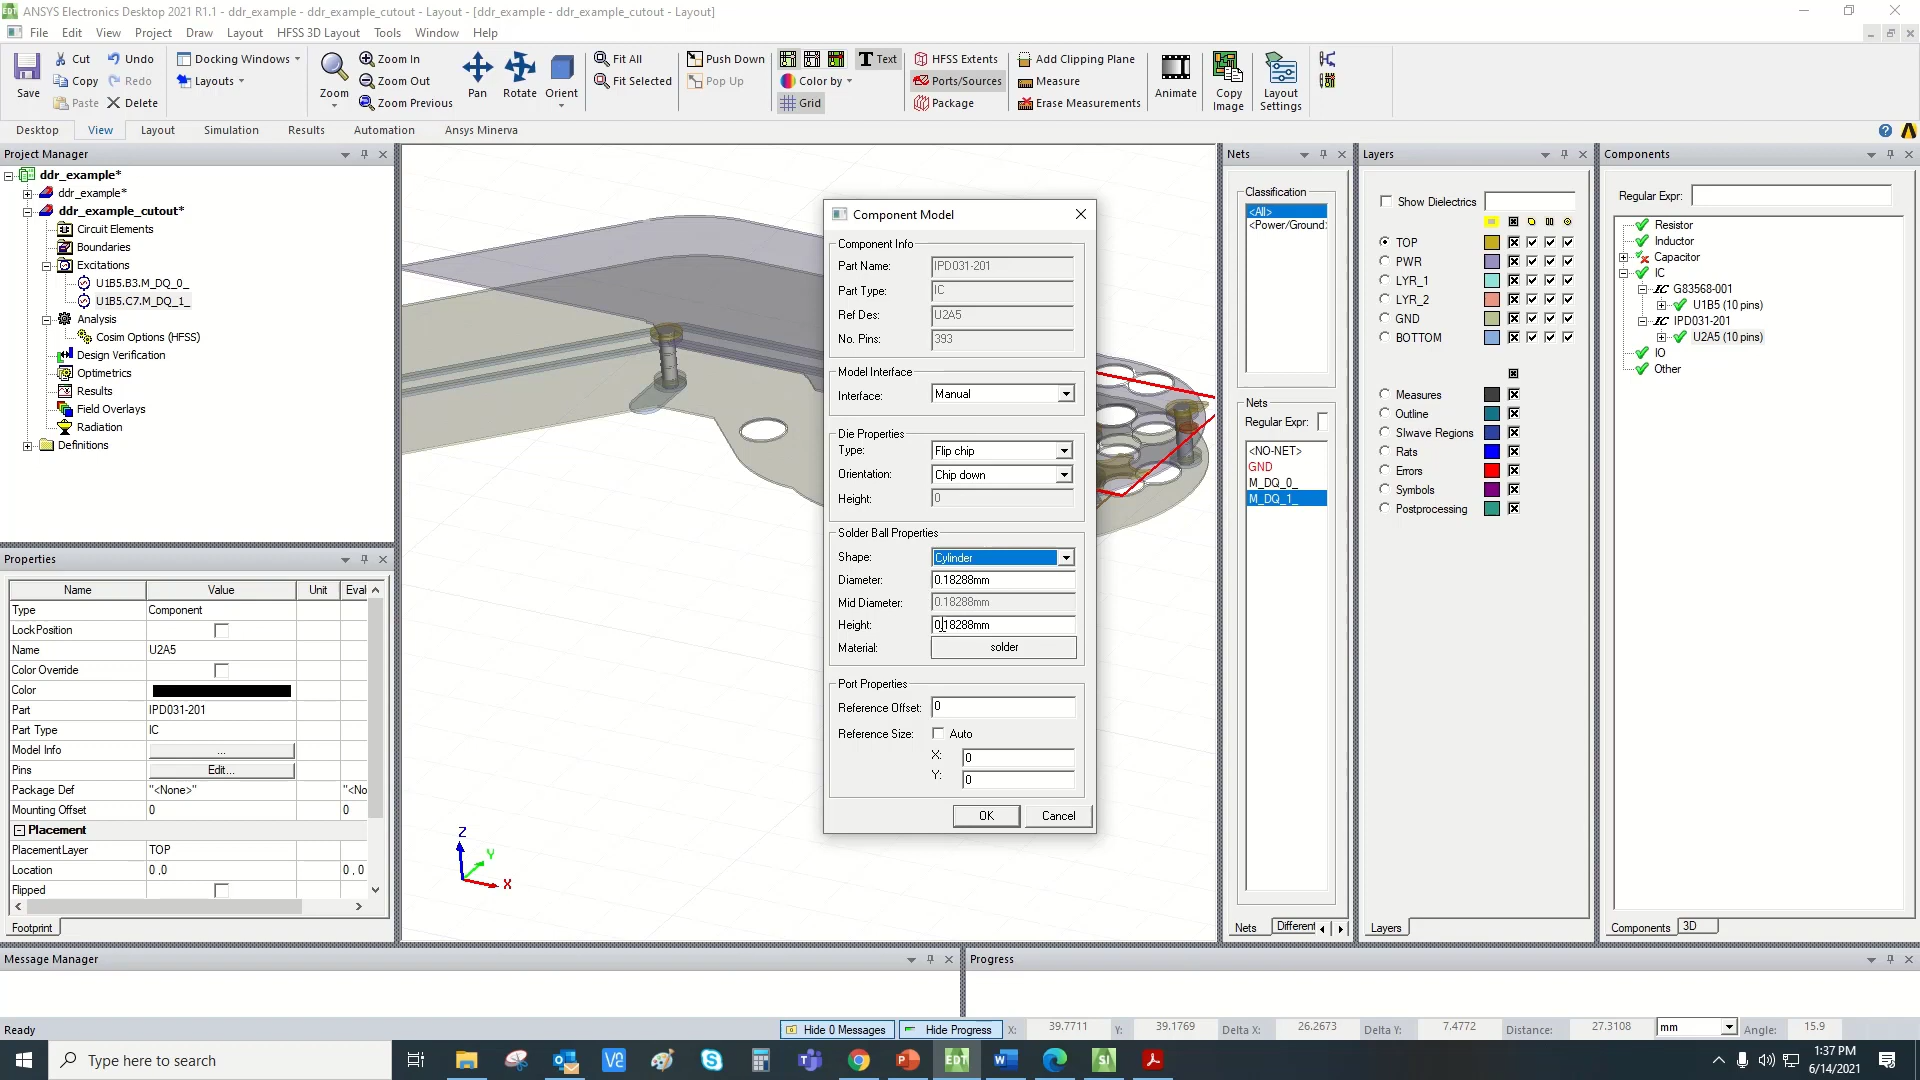 ANSYS Electronics Desktop 2021 R1.1 - ddr_example - ddr_example_cutout - Layout - [ddr_example - ddr_example_cutout - Layout]
File Edit View Project Draw Layout HFSS 3D Layout Tools Window Help
Save
Cut
Copy
Paste
Undo
Redo
Delete
Docking Windows
Layouts
Zoom
Zoom In
Zoom Out
Zoom Previous
Pan
Rotate
Orient
Fit All
Fit Selected
Push Down
Pop Up
Color by
Grid
Text
HFSS Extents
Ports/Sources
Package
Add Clipping Plane
Measure
Erase Measurements
Animate
Copy Image
Layout Settings
Desktop View Layout Simulation Results Automation Ansys Minerva
Project Manager
ddr_example*
ddr_example*
ddr_example_cutout*
Circuit Elements
Boundaries
Excitations
U1B5.B3.M_DQ_0_
U1B5.C7.M_DQ_1_
Analysis
Cosim Options (HFSS)
Design Verification
Optimetrics
Results
Field Overlays
Radiation
Definitions
Properties
Name Value Unit Eval
Type Component
LockPosition
Name U2A5
Color Override
Color
Part IPD031-201
Part Type IC
Model Info ...
Pins Edit...
Package Def "<None>" "<No
Mounting Offset 0 0
Placement
PlacementLayer TOP
Location 0 ,0 0 , 0
Flipped
Footprint
Z
Y
X
Component Model
Component Info
Part Name: IPD031-201
Part Type: IC
Ref Des: U2A5
No. Pins: 393
Model Interface
Interface: Manual
Die Properties
Type: Flip chip
Orientation: Chip down
Height: 0
Solder Ball Properties
Shape: Cylinder
Diameter: 0.18288mm
Mid Diameter: 0.18288mm
Height: 0.18288mm
Material: solder
Port Properties
Reference Offset: 0
Reference Size: Auto
X: 0
Y: 0
OK Cancel
Nets
Classification
<All>
<Power/Ground>
Nets
Regular Expr:
<NO-NET>
GND
M_DQ_0_
M_DQ_1_
Nets Different
Layers
Show Dielectrics
TOP
PWR
LYR_1
LYR_2
GND
BOTTOM
Measures
Outline
SIwave Regions
Rats
Errors
Symbols
Postprocessing
Layers
Components
Regular Expr:
Resistor
Inductor
Capacitor
IC
IC G83568-001
U1B5 (10 pins)
IC IPD031-201
U2A5 (10 pins)
IO
Other
Components 3D
Message Manager
Progress
Ready
Hide 0 Messages Hide Progress X: 39.7711 Y: 39.1769 Delta X: 26.2673 Delta Y: 7.4772 Distance: 27.3108 mm Angle: 15.9
Type here to search
EDT
SI
1:37 PM
6/14/2021